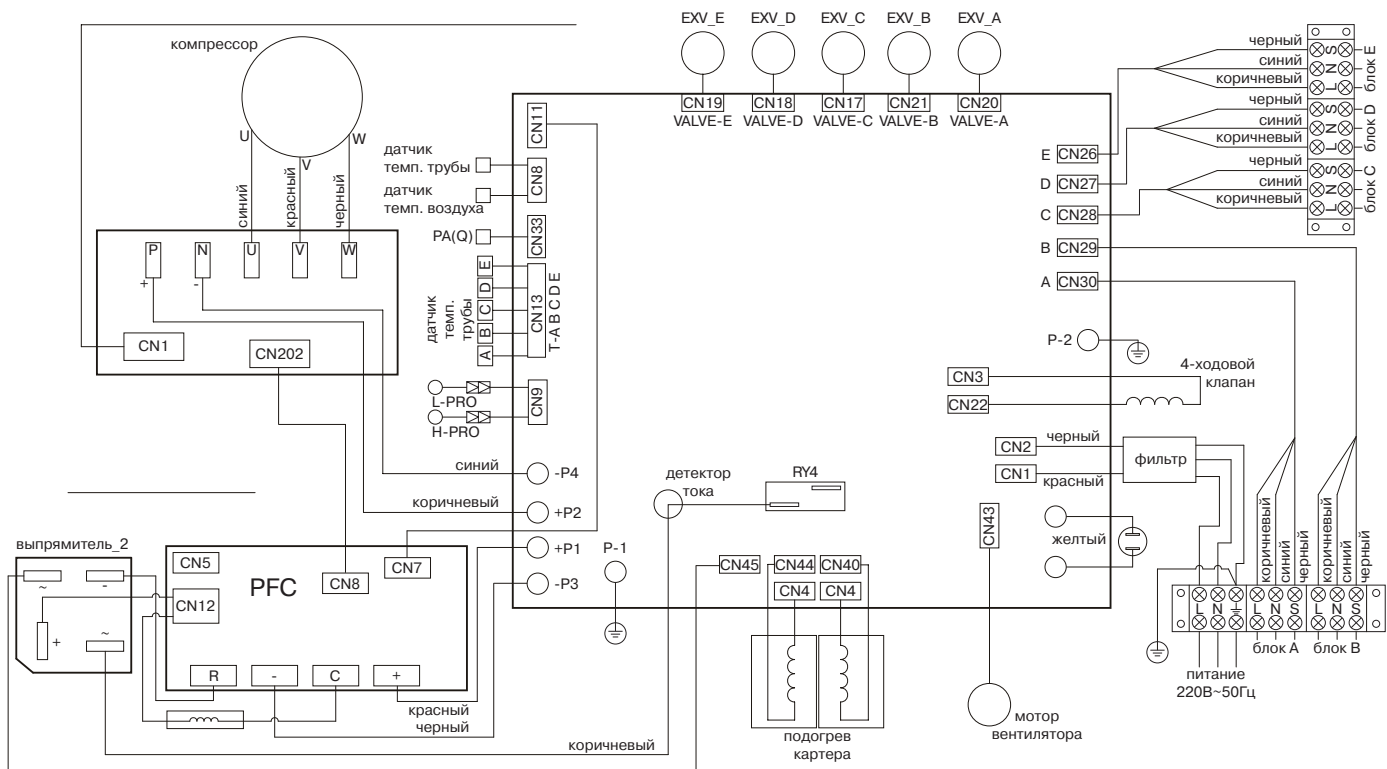 EXV_E EXV_D EXV_C EXV_B EXV_A
CN19 CN18 CN17 CN21 CN20
VALVE-E VALVE-D VALVE-C VALVE-B VALVE-A
компрессор
U
V
W
синий
красный
черный
P
N
U
V
W
+
-
CN1
CN202
CN11
датчик
темп. трубы
CN8
датчик
темп. воздуха
PA(Q)
CN33
датчик
темп.
трубы
E
D
C
B
A
CN13
T-A B C D E
L-PRO
H-PRO
CN9
синий
-P4
коричневый
+P2
+P1
-P3
P-1
черный
синий
коричневый
S
N
L
блок E
черный
синий
коричневый
S
N
L
блок D
черный
синий
коричневый
S
N
L
блок C
E CN26
D CN27
C CN28
B CN29
A CN30
P-2
CN3
CN22
4-ходовой
клапан
CN2
черный
CN1
красный
фильтр
детектор
тока
RY4
CN43
желтый
CN45 CN44 CN40
CN4 CN4
подогрев
картера
мотор
вентилятора
коричневый
синий
черный
коричневый
синий
черный
L N L N S L N S
блок A блок B
питание
220В~50Гц
выпрямитель_2
~
-
+
~
CN5
CN12
PFC
CN8
CN7
R
-
C
+
красный
черный
коричневый